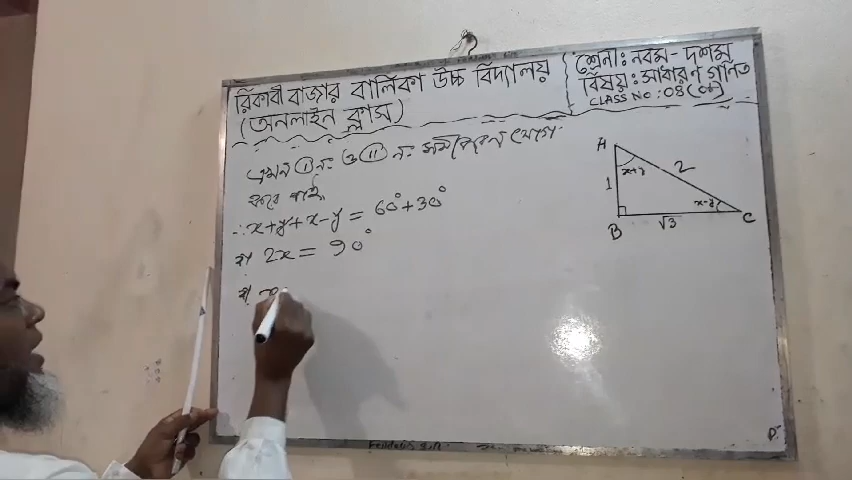 রিকাবী বাজার বালিকা উচ্চ বিদ্যালয়
(অনলাইন ক্লাস)
শ্রেনী: নবম - দশম
বিষয়: সাধারণ গণিত
CLASS NO: 08(
এখন (i) নং ও (ii) নং সমীকরণ যোগ
করে পাই,
∴ x+y+x-y = 60°+30°
বা, 2x = 90°
বা,
A
x+y
1
2
x-y
B
√3
C